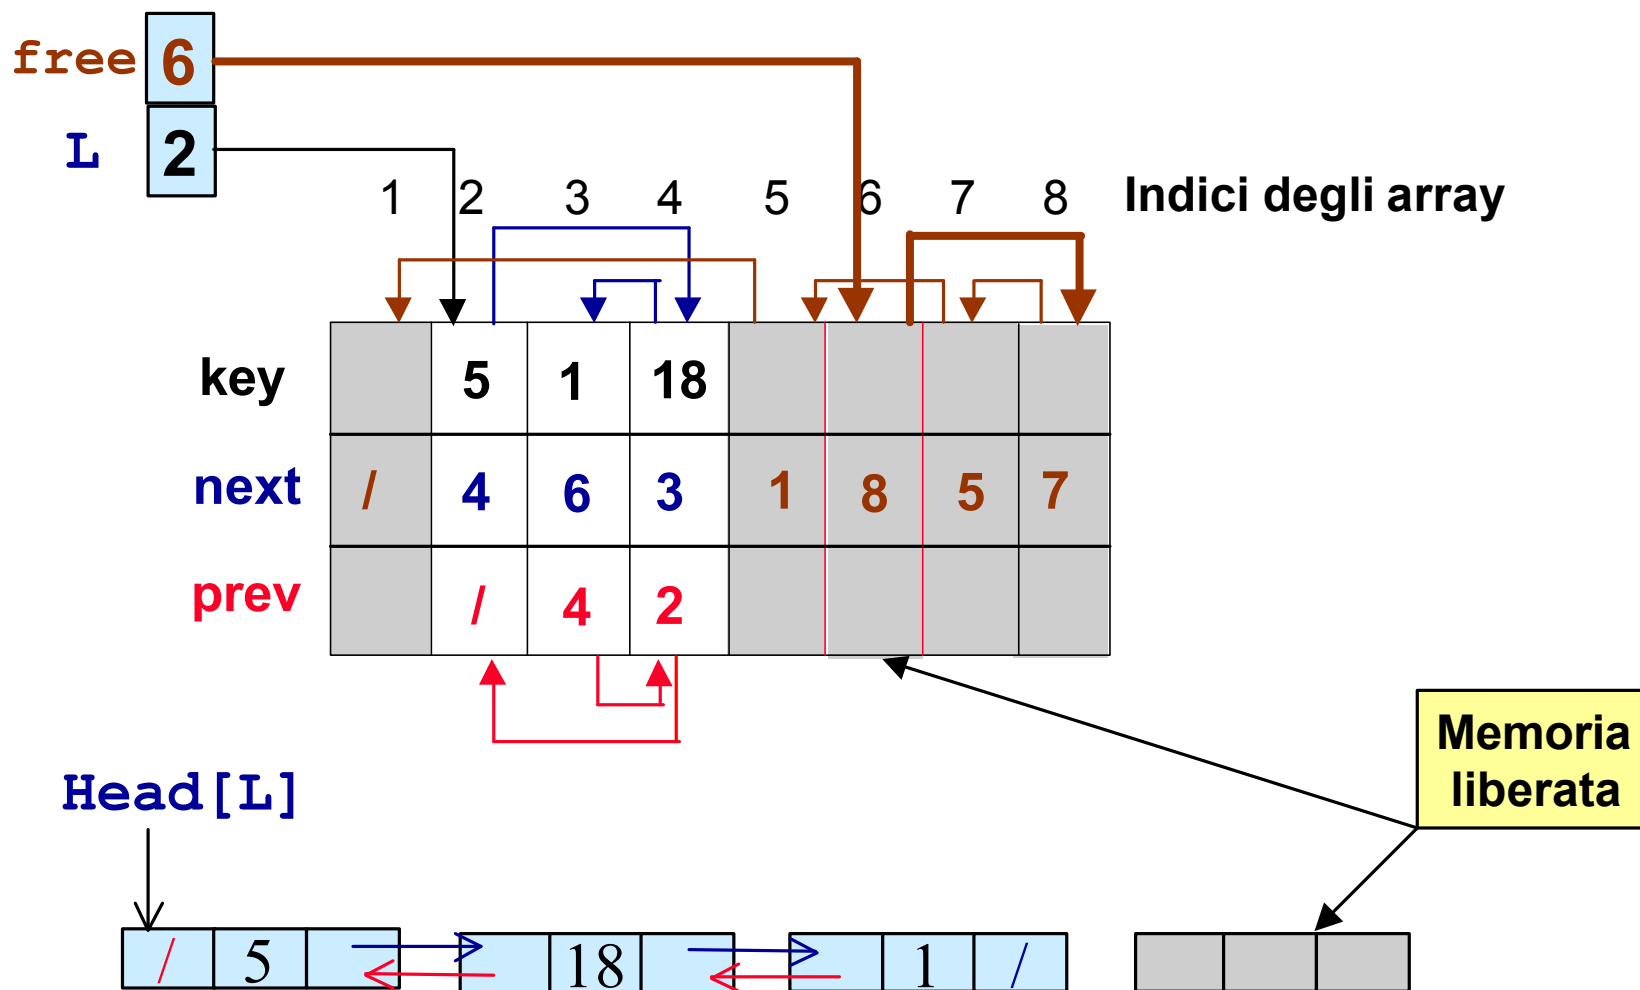 free 6
L 2
1 2 3 4 5 6 7 8 Indici degli array
key 5 1 18
next / 4 6 3 1 8 5 7
prev / 4 2
Memoria
liberata
Head[L]
/ 5 18 1 /